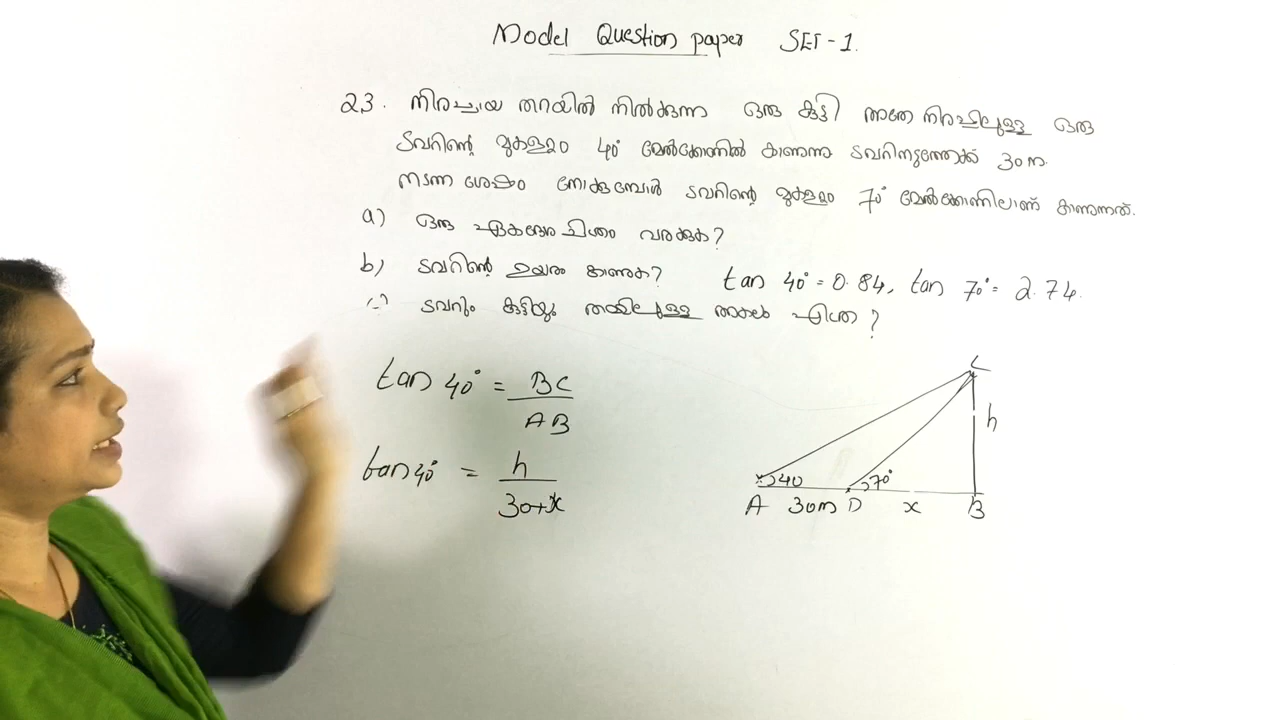 Model Question paper SET-1.
23. നിരപ്പായ തറയിൽ നിൽക്കുന്ന ഒരു കുട്ടി അതേ നിരപ്പിലുള്ള ഒരു
ടവറിന്റെ മുകളറ്റം 40° മേൽക്കോണിൽ കാണുന്നു ടവറിനടുത്തേക്ക് 30m
നടന്ന ശേഷം നോക്കുമ്പോൾ ടവറിന്റെ മുകളറ്റം 70° മേൽക്കോണിലാണ് കാണുന്നത്.
a) ഒരു ഏകദേശ ചിത്രം വരക്കുക?
b) ടവറിന്റെ ഉയരം കാണുക? tan 40° = 0.84, tan 70° = 2.74.
c) ടവറും കുട്ടിയും തമ്മിലുള്ള അകലം എത്ര?
tan 40° = BC
AB
tan 40° = h
30+x
C
h
40 70°
A 30m D x B